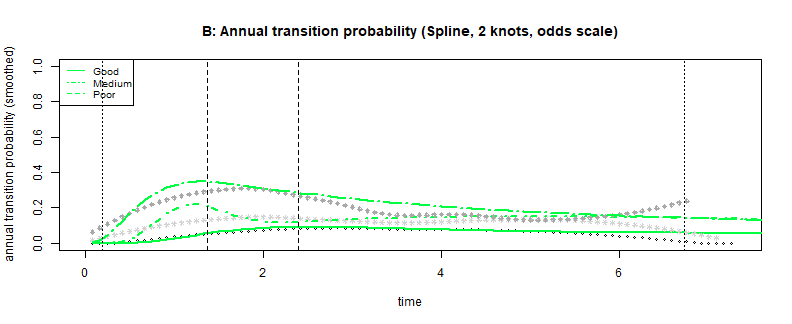 B: Annual transition probability (Spline, 2 knots, odds scale)
annual transition probability (smoothed)
1.0
0.8
0.6
0.4
0.2
0.0
Good
Medium
Poor
0 2 4 6
time